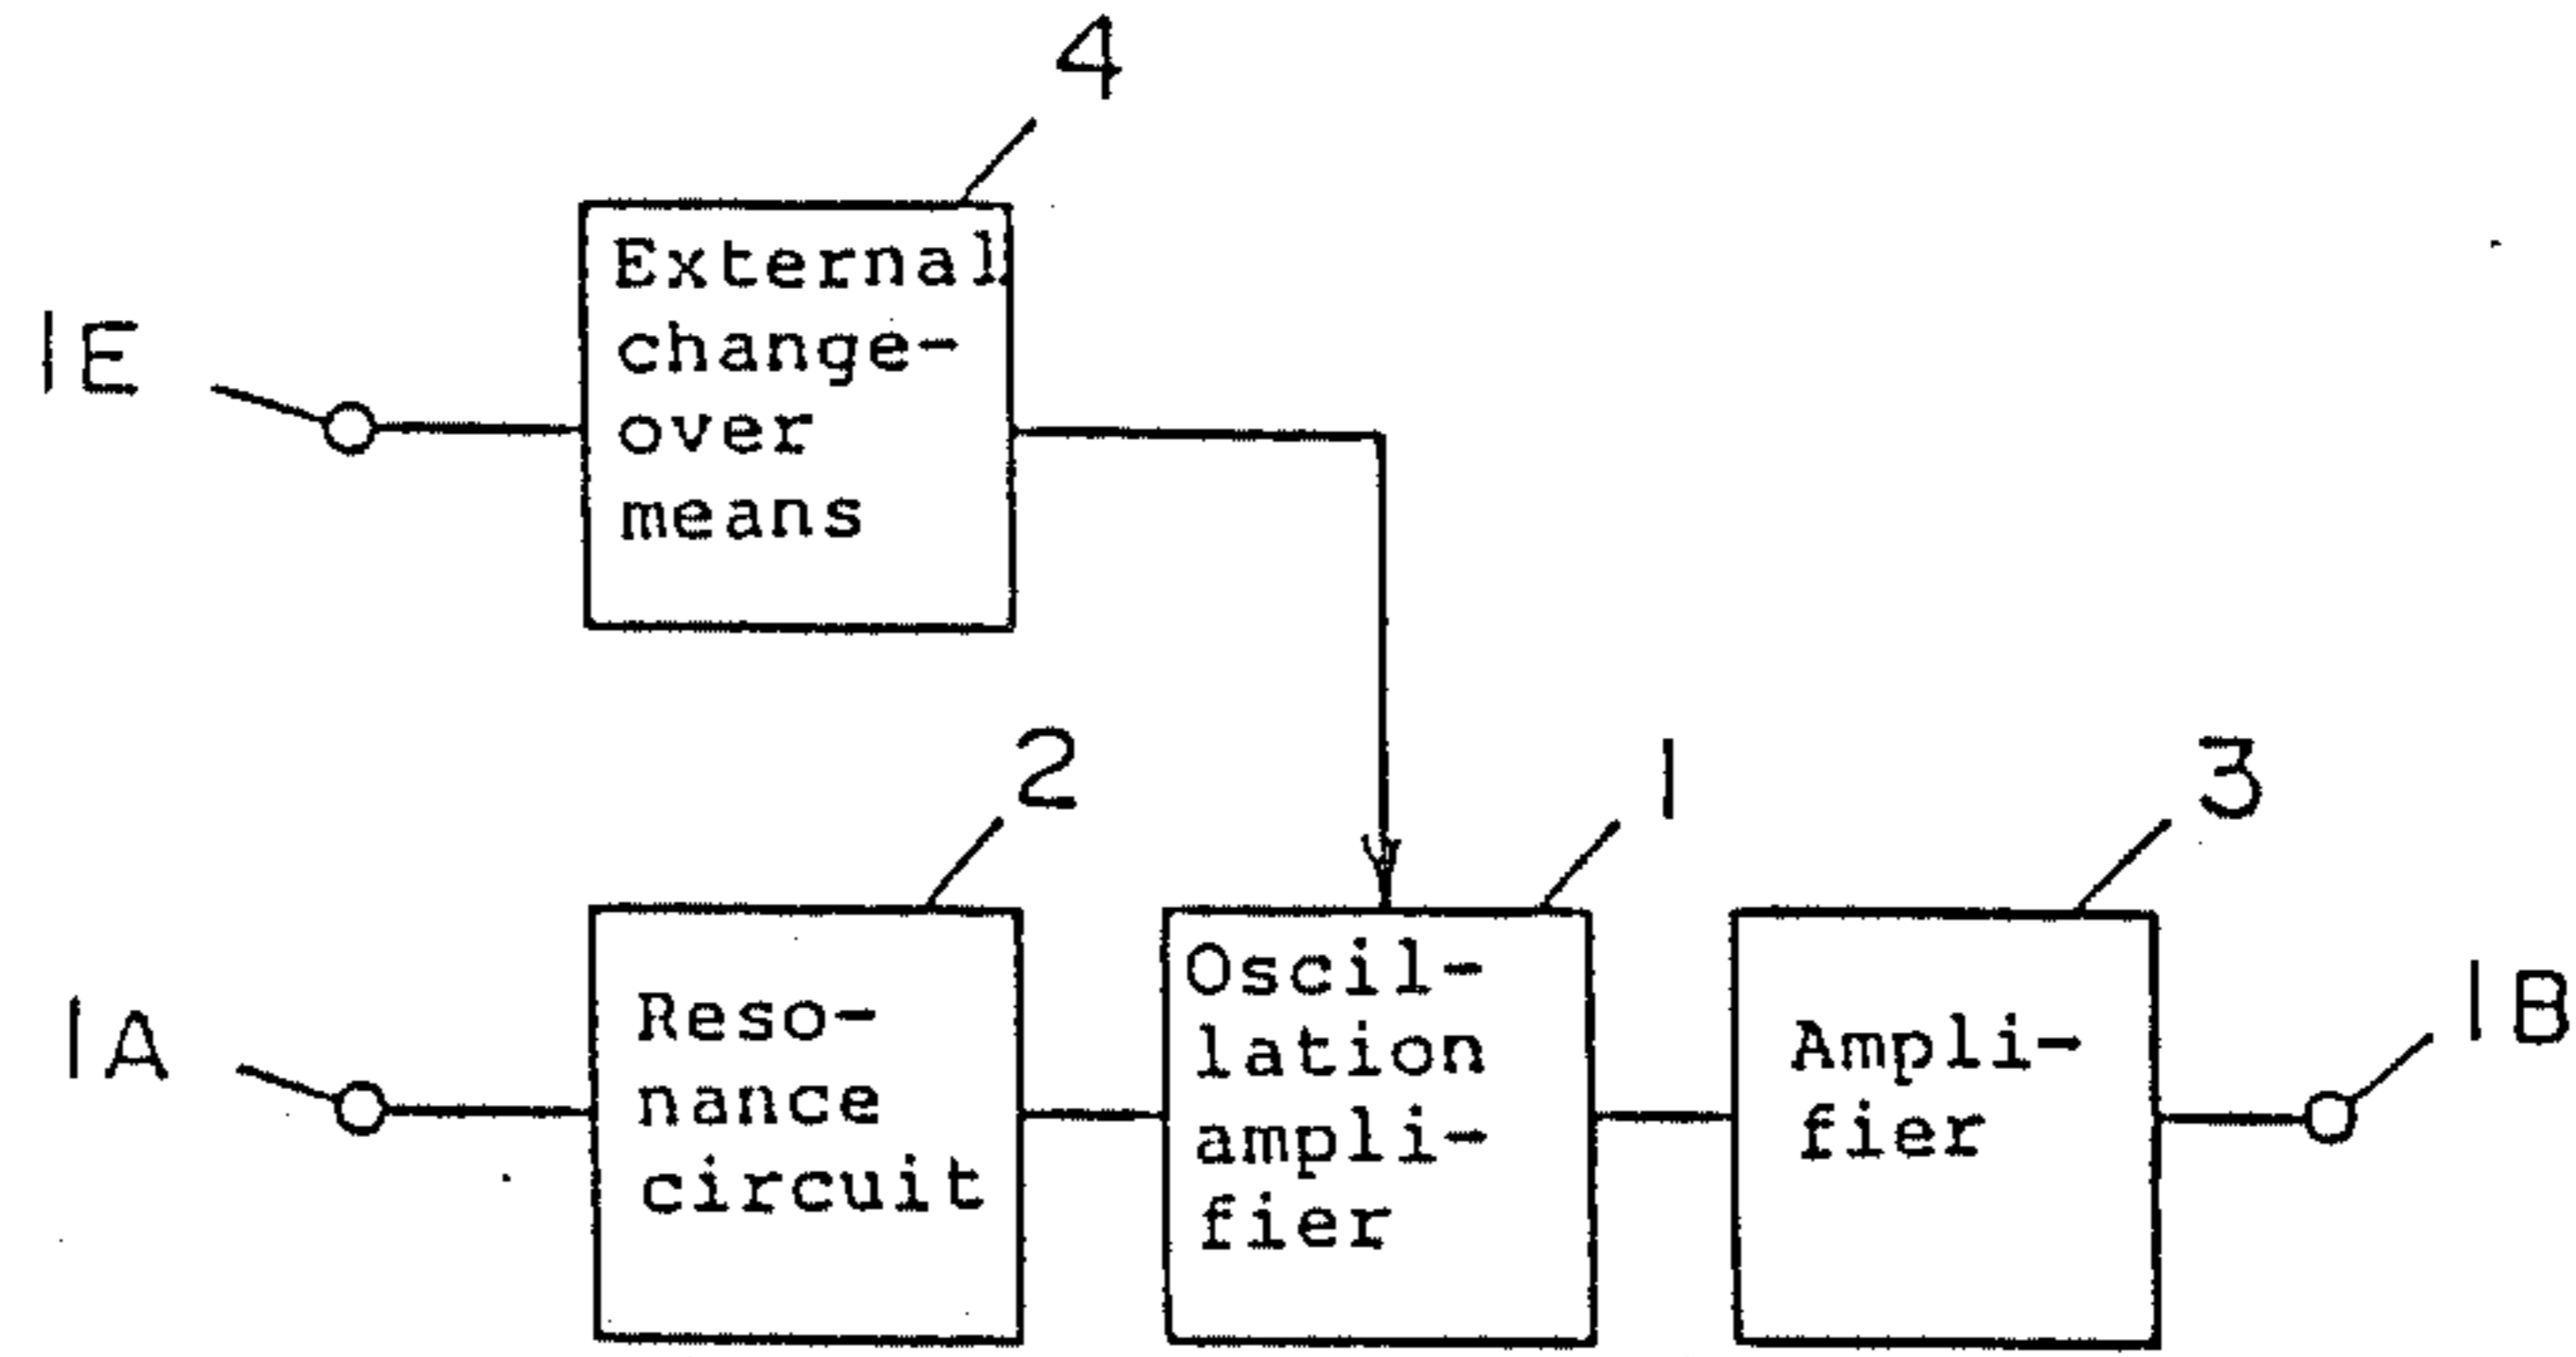 4
External
change-
over
means
1E
2
1
3
Reso-
nance
circuit
Oscil-
lation
ampli-
fier
Ampli-
fier
1A
1B